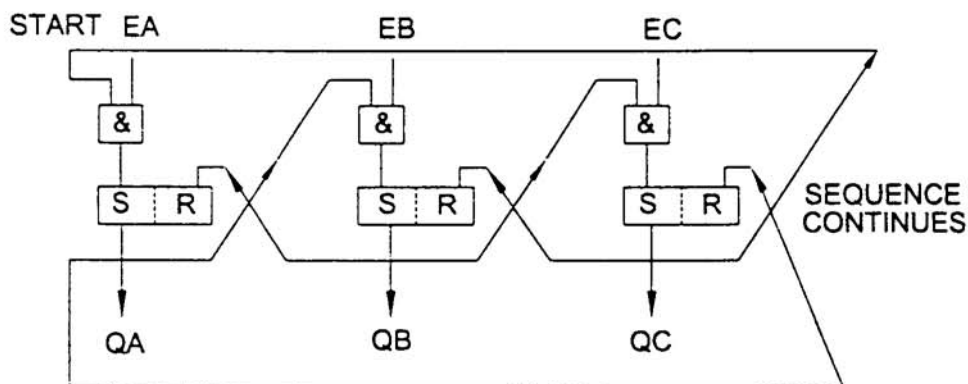 START EA EB EC
& & &
S R S R S R
SEQUENCE
CONTINUES
QA QB QC